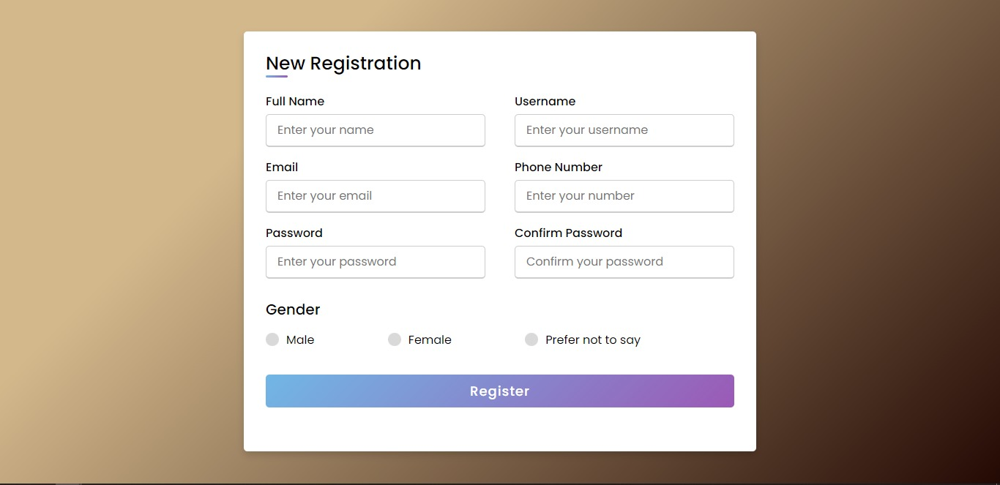 New Registration
Full Name
Username
Enter your name
Enter your username
Email
Phone Number
Enter your email
Enter your number
Password
Confirm Password
Enter your password
Confirm your password
Gender
Male
Female
Prefer not to say
Register